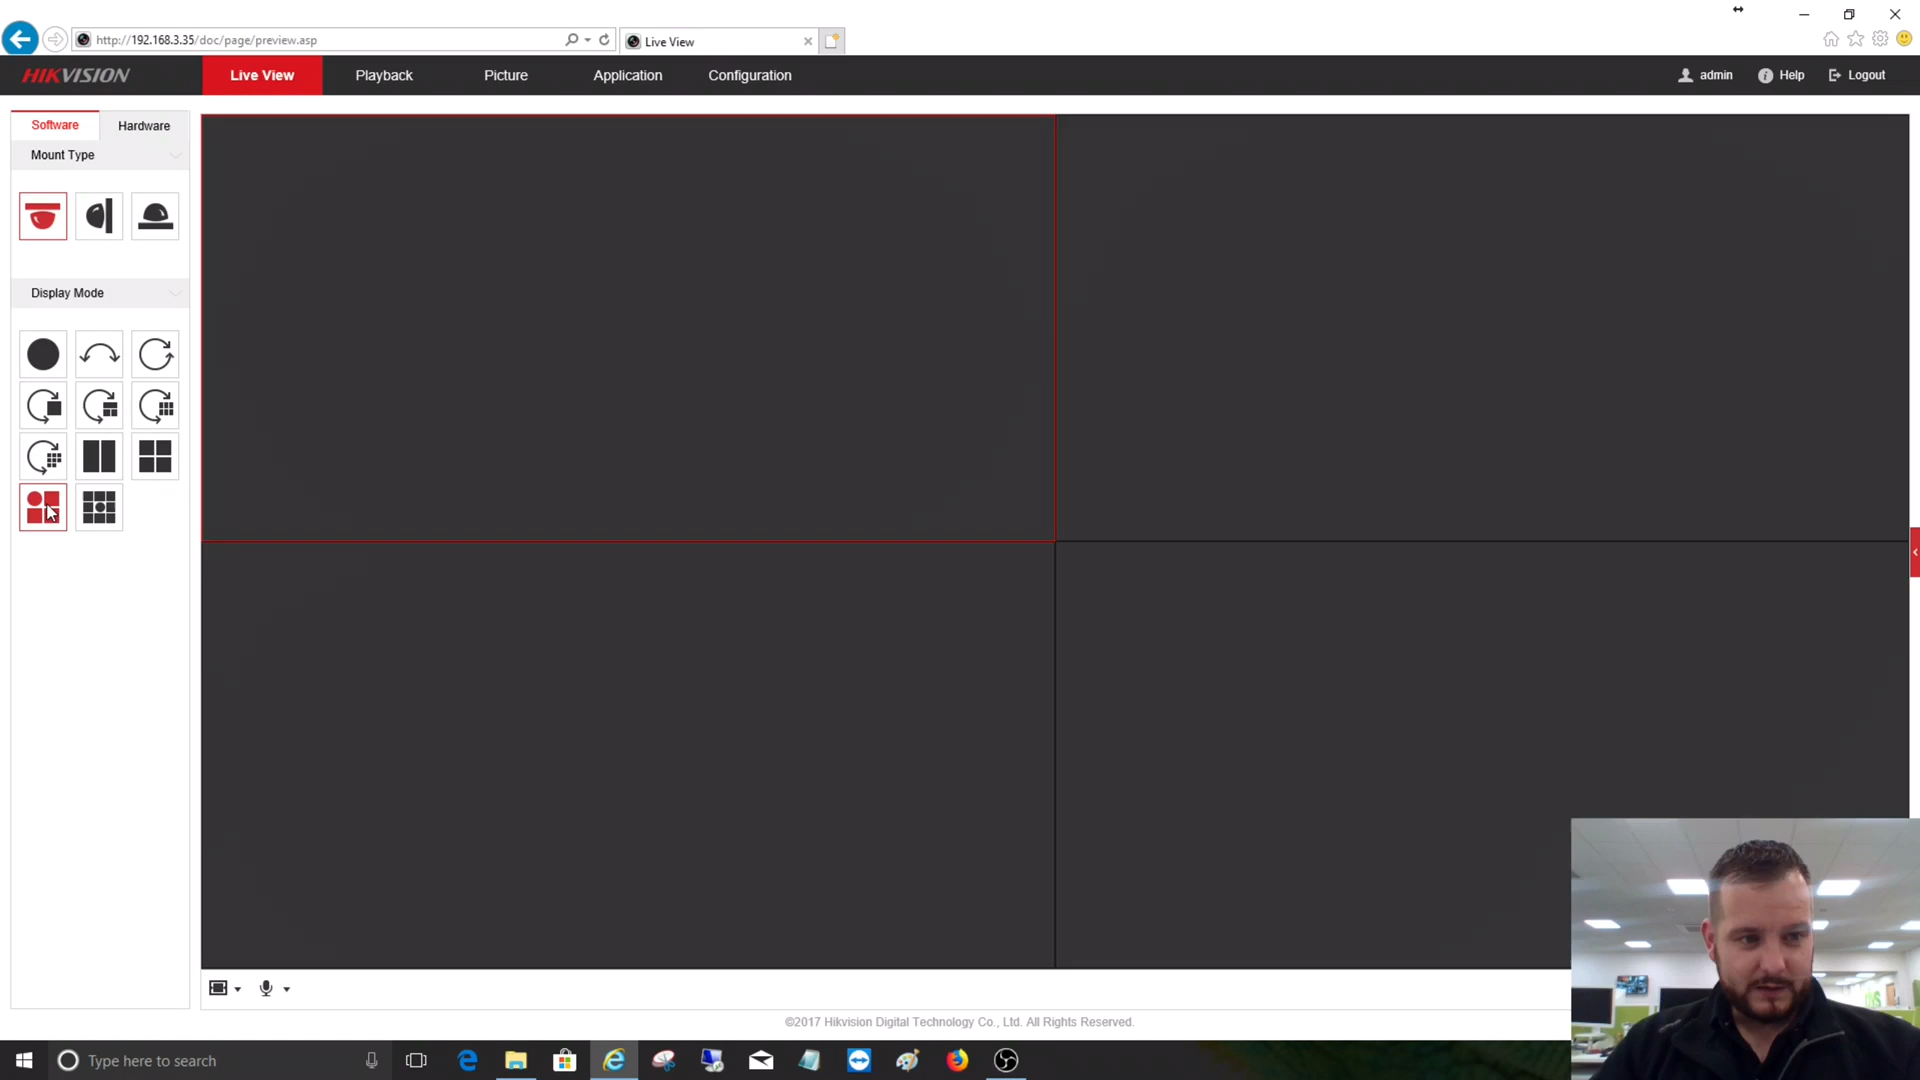 http://192.168.3.35/doc/page/preview.asp
Live View
HIKVISION
Live View
Playback
Picture
Application
Configuration
admin
Help
Logout
Software
Hardware
Mount Type
Display Mode
©2017 Hikvision Digital Technology Co., Ltd. All Rights Reserved.
Type here to search